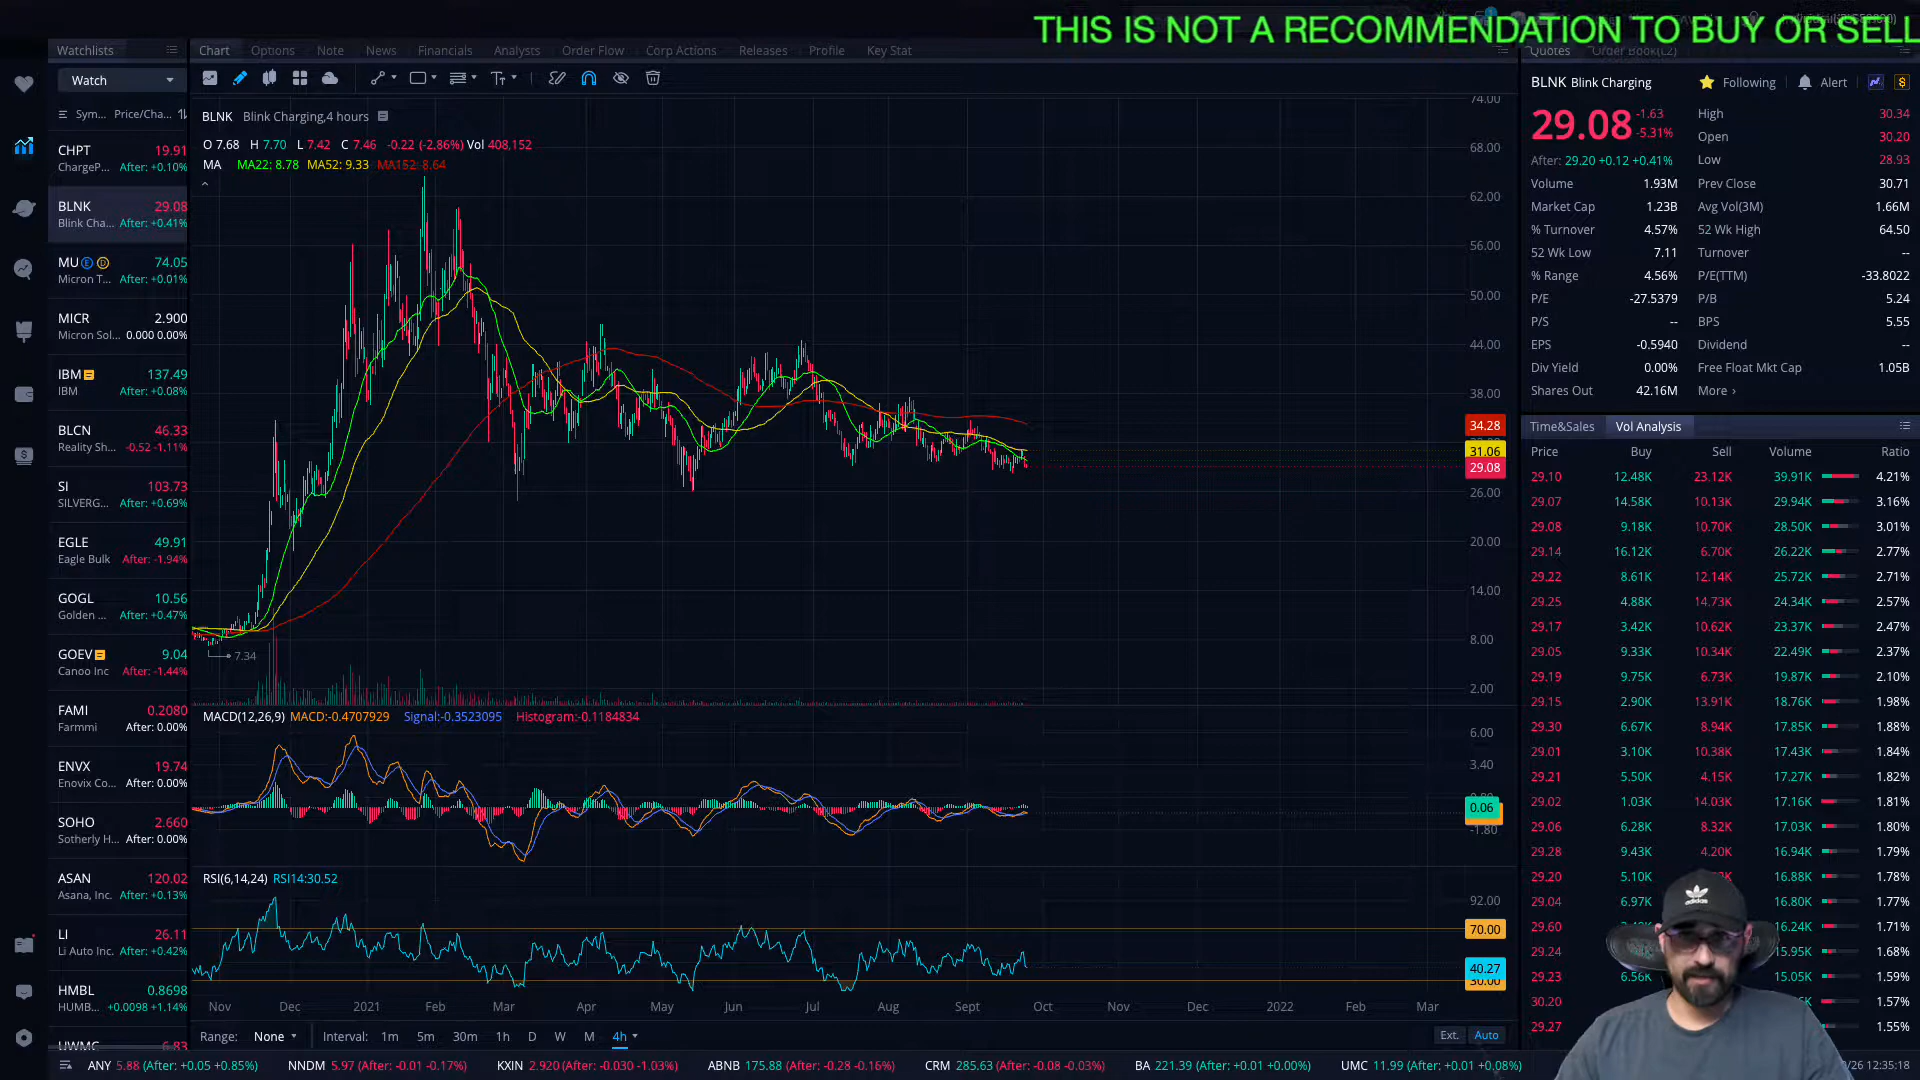 THIS IS NOT A RECOMMENDATION TO BUY OR SELL
Watchlists
Chart Options Note News Financials Analysts Order Flow Corp Actions Releases Profile Key Stat
Quotes Order Book(L2)
Watch
Sym... Price/Cha...
CHPT 19.91
ChargeP... After: +0.10%
BLNK 29.08
Blink Cha... After: +0.41%
MU E D 74.05
Micron T... After: +0.01%
MICR 2.900
Micron Sol... 0.000 0.00%
IBM 137.49
IBM After: +0.08%
BLCN 46.33
Reality Sh... -0.52 -1.11%
SI 103.73
SILVERG... After: +0.69%
EGLE 49.91
Eagle Bulk After: -1.94%
GOGL 10.56
Golden ... After: +0.47%
GOEV 9.04
Canoo Inc After: -1.44%
FAMI 0.2080
Farmmi After: 0.00%
ENVX 19.74
Enovix Co... After: 0.00%
SOHO 2.660
Sotherly H... After: 0.00%
ASAN 120.02
Asana, Inc. After: +0.13%
LI 26.11
Li Auto Inc. After: +0.42%
HMBL 0.8698
HUMB... +0.0098 +1.14%
UWMC 6.83
BLNK Blink Charging,4 hours
O 7.68 H 7.70 L 7.42 C 7.46 -0.22 (-2.86%) Vol 408,152
MA MA22: 8.78 MA52: 9.33 MA152: 8.64
7.34
74.00
68.00
62.00
56.00
50.00
44.00
38.00
34.28
31.06
29.08
26.00
20.00
14.00
8.00
2.00
MACD(12,26,9) MACD:-0.4707929 Signal:-0.3523095 Histogram:-0.1184834
6.00
3.40
0.06
-1.80
RSI(6,14,24) RSI14:30.52
92.00
70.00
40.27
30.00
Nov Dec 2021 Feb Mar Apr May Jun Jul Aug Sept Oct Nov Dec 2022 Feb Mar
Range: None Interval: 1m 5m 30m 1h D W M 4h Ext. Auto
BLNK Blink Charging Following Alert $
29.08 -1.63
-5.31%
After: 29.20 +0.12 +0.41%
High 30.34
Open 30.20
Low 28.93
Volume 1.93M Prev Close 30.71
Market Cap 1.23B Avg Vol(3M) 1.66M
% Turnover 4.57% 52 Wk High 64.50
52 Wk Low 7.11 Turnover --
% Range 4.56% P/E(TTM) -33.8022
P/E -27.5379 P/B 5.24
P/S -- BPS 5.55
EPS -0.5940 Dividend --
Div Yield 0.00% Free Float Mkt Cap 1.05B
Shares Out 42.16M More ›
Time&Sales Vol Analysis
Price Buy Sell Volume Ratio
29.10 12.48K 23.12K 39.91K 4.21%
29.07 14.58K 10.13K 29.94K 3.16%
29.08 9.18K 10.70K 28.50K 3.01%
29.14 16.12K 6.70K 26.22K 2.77%
29.22 8.61K 12.14K 25.72K 2.71%
29.25 4.88K 14.73K 24.34K 2.57%
29.17 3.42K 10.62K 23.37K 2.47%
29.05 9.33K 10.34K 22.49K 2.37%
29.19 9.75K 6.73K 19.87K 2.10%
29.15 2.90K 13.91K 18.76K 1.98%
29.30 6.67K 8.94K 17.85K 1.88%
29.01 3.10K 10.38K 17.43K 1.84%
29.21 5.50K 4.15K 17.27K 1.82%
29.02 1.03K 14.03K 17.16K 1.81%
29.06 6.28K 8.32K 17.03K 1.80%
29.28 9.43K 4.20K 16.94K 1.79%
29.20 5.10K 16.88K 1.78%
29.04 6.97K 16.80K 1.77%
29.60 16.24K 1.71%
29.24 15.95K 1.68%
29.23 6.56K 15.05K 1.59%
30.20 1.57%
29.27 1.55%
adidas
ANY 5.88 (After: +0.05 +0.85%) NNDM 5.97 (After: -0.01 -0.17%) KXIN 2.920 (After: -0.030 -1.03%) ABNB 175.88 (After: -0.28 -0.16%) CRM 285.63 (After: -0.08 -0.03%) BA 221.39 (After: +0.01 +0.00%) UMC 11.99 (After: +0.01 +0.08%) /26 12:35:18